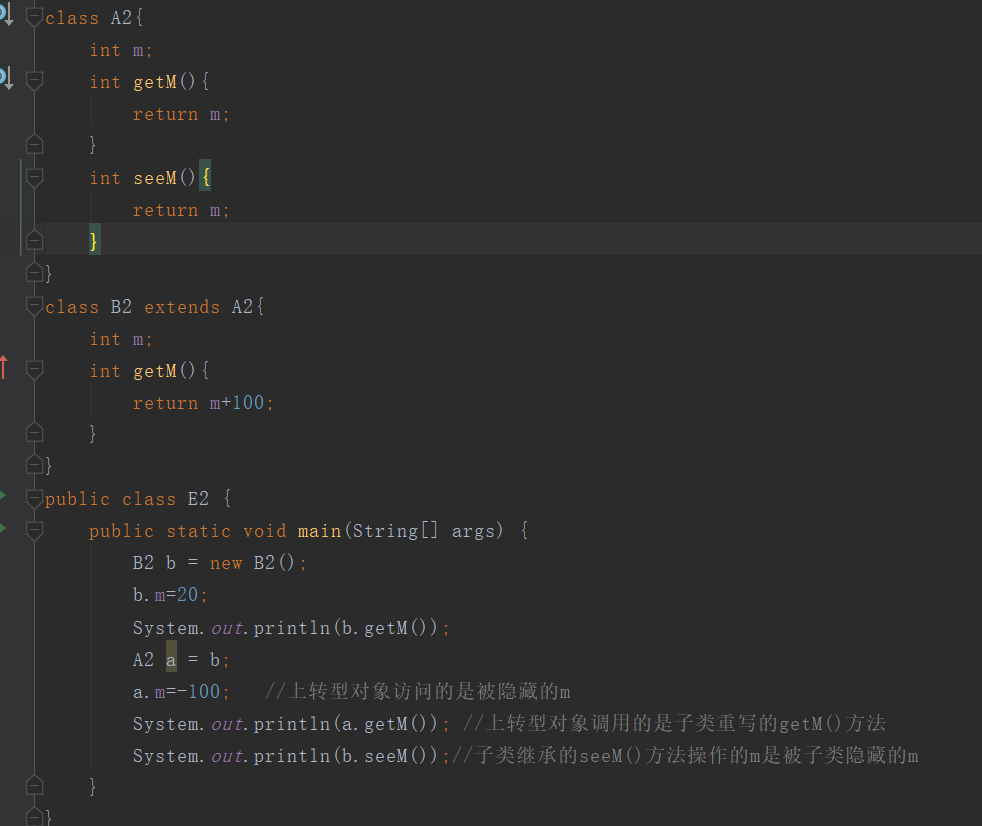 class A2{
int m;
int getM(){
return m;
}
int seeM(){
return m;
}
}
class B2 extends A2{
int m;
int getM(){
return m+100;
}
}
public class E2 {
public static void main(String[] args) {
B2 b = new B2();
b.m=20;
System.out.println(b.getM());
A2 a = b;
a.m=-100; //上转型对象访问的是被隐藏的m
System.out.println(a.getM()); //上转型对象调用的是子类重写的getM()方法
System.out.println(b.seeM());//子类继承的seeM()方法操作的m是被子类隐藏的m
}
}